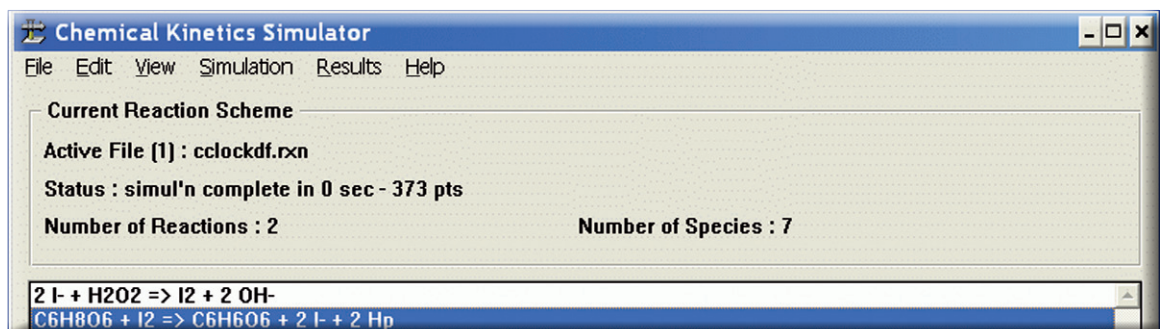 Chemical Kinetics Simulator
File Edit View Simulation Results Help
Current Reaction Scheme
Active File (1) : cclockdf.rxn
Status : simul'n complete in 0 sec - 373 pts
Number of Reactions : 2 Number of Species : 7
2 I- + H2O2 => I2 + 2 OH-
C6H8O6 + I2 => C6H6O6 + 2 I- + 2 Hp